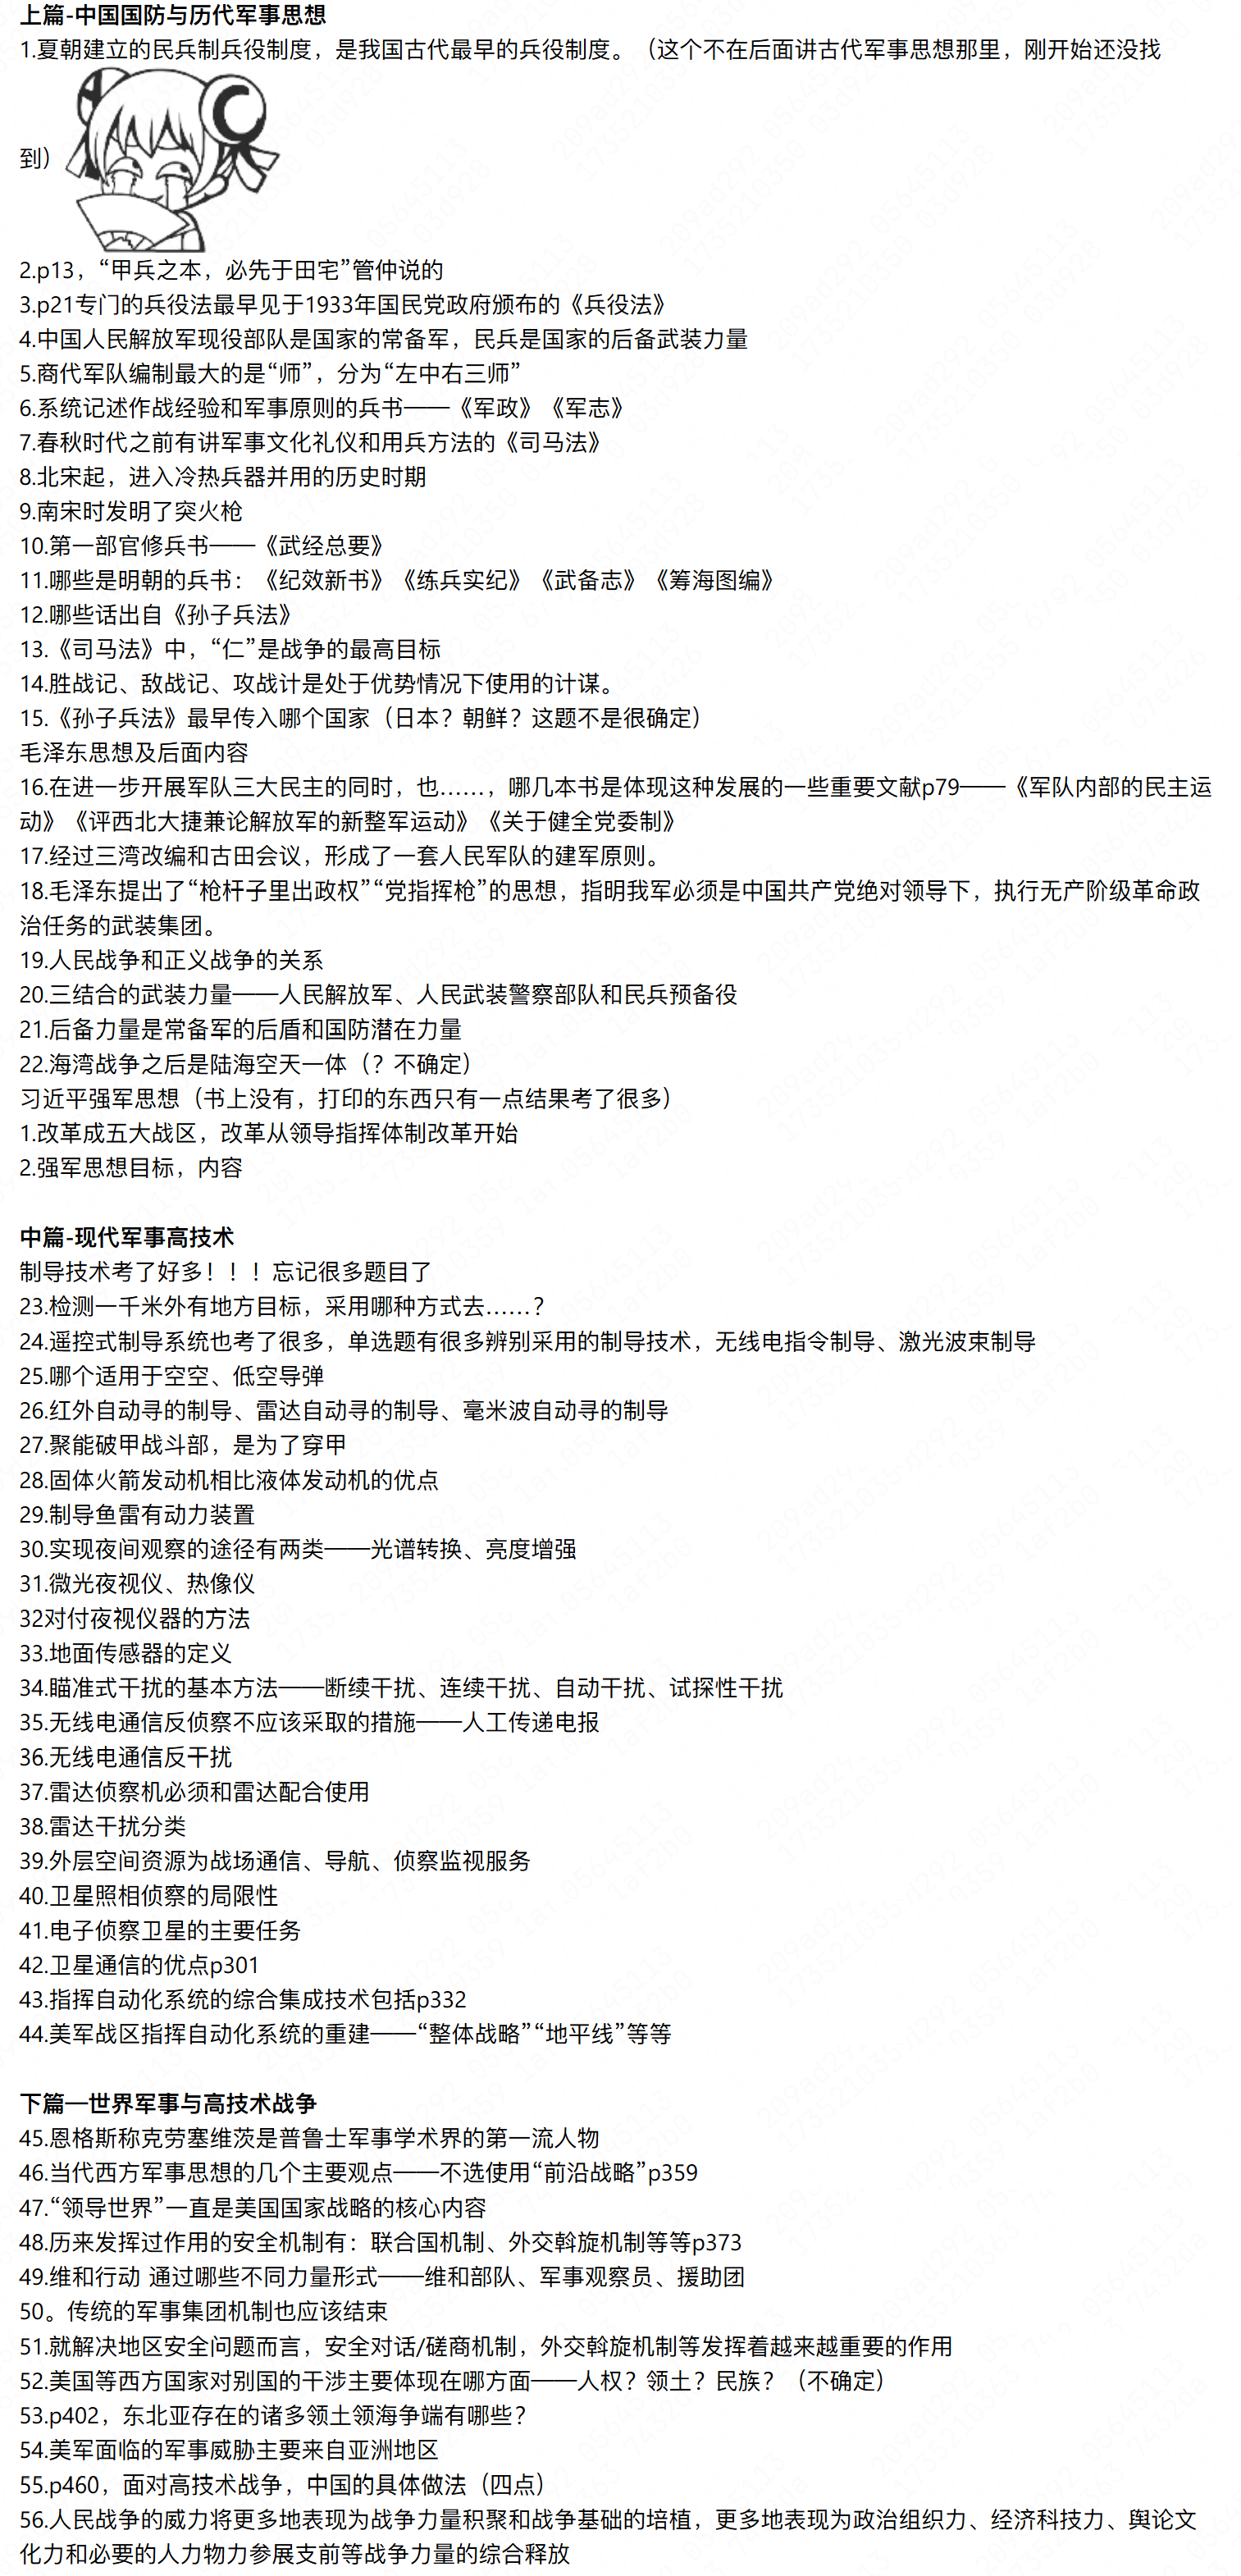 上篇-中国国防与历代军事思想
1.夏朝建立的民兵制兵役制度，是我国古代最早的兵役制度。（这个不在后面讲古代军事思想那里，刚开始还没找
到）
2.p13，“甲兵之本，必先于田宅”管仲说的
3.p21专门的兵役法最早见于1933年国民党政府颁布的《兵役法》
4.中国人民解放军现役部队是国家的常备军，民兵是国家的后备武装力量
5.商代军队编制最大的是“师”，分为“左中右三师”
6.系统记述作战经验和军事原则的兵书——《军政》《军志》
7.春秋时代之前有讲军事文化礼仪和用兵方法的《司马法》
8.北宋起，进入冷热兵器并用的历史时期
9.南宋时发明了突火枪
10.第一部官修兵书——《武经总要》
11.哪些是明朝的兵书：《纪效新书》《练兵实纪》《武备志》《筹海图编》
12.哪些话出自《孙子兵法》
13.《司马法》中，“仁”是战争的最高目标
14.胜战记、敌战记、攻战计是处于优势情况下使用的计谋。
15.《孙子兵法》最早传入哪个国家（日本？朝鲜？这题不是很确定）
毛泽东思想及后面内容
16.在进一步开展军队三大民主的同时，也……，哪几本书是体现这种发展的一些重要文献p79——《军队内部的民主运
动》《评西北大捷兼论解放军的新整军运动》《关于健全党委制》
17.经过三湾改编和古田会议，形成了一套人民军队的建军原则。
18.毛泽东提出了“枪杆子里出政权”“党指挥枪”的思想，指明我军必须是中国共产党绝对领导下，执行无产阶级革命政
治任务的武装集团。
19.人民战争和正义战争的关系
20.三结合的武装力量——人民解放军、人民武装警察部队和民兵预备役
21.后备力量是常备军的后盾和国防潜在力量
22.海湾战争之后是陆海空天一体（？不确定）
习近平强军思想（书上没有，打印的东西只有一点结果考了很多）
1.改革成五大战区，改革从领导指挥体制改革开始
2.强军思想目标，内容
中篇-现代军事高技术
制导技术考了好多！！！忘记很多题目了
23.检测一千米外有地方目标，采用哪种方式去……？
24.遥控式制导系统也考了很多，单选题有很多辨别采用的制导技术，无线电指令制导、激光波束制导
25.哪个适用于空空、低空导弹
26.红外自动寻的制导、雷达自动寻的制导、毫米波自动寻的制导
27.聚能破甲战斗部，是为了穿甲
28.固体火箭发动机相比液体发动机的优点
29.制导鱼雷有动力装置
30.实现夜间观察的途径有两类——光谱转换、亮度增强
31.微光夜视仪、热像仪
32对付夜视仪器的方法
33.地面传感器的定义
34.瞄准式干扰的基本方法——断续干扰、连续干扰、自动干扰、试探性干扰
35.无线电通信反侦察不应该采取的措施——人工传递电报
36.无线电通信反干扰
37.雷达侦察机必须和雷达配合使用
38.雷达干扰分类
39.外层空间资源为战场通信、导航、侦察监视服务
40.卫星照相侦察的局限性
41.电子侦察卫星的主要任务
42.卫星通信的优点p301
43.指挥自动化系统的综合集成技术包括p332
44.美军战区指挥自动化系统的重建——“整体战略”“地平线”等等
下篇—世界军事与高技术战争
45.恩格斯称克劳塞维茨是普鲁士军事学术界的第一流人物
46.当代西方军事思想的几个主要观点——不选使用“前沿战略”p359
47.“领导世界”一直是美国国家战略的核心内容
48.历来发挥过作用的安全机制有：联合国机制、外交斡旋机制等等p373
49.维和行动 通过哪些不同力量形式——维和部队、军事观察员、援助团
50。传统的军事集团机制也应该结束
51.就解决地区安全问题而言，安全对话/磋商机制，外交斡旋机制等发挥着越来越重要的作用
52.美国等西方国家对别国的干涉主要体现在哪方面——人权？领土？民族？（不确定）
53.p402，东北亚存在的诸多领土领海争端有哪些？
54.美军面临的军事威胁主要来自亚洲地区
55.p460，面对高技术战争，中国的具体做法（四点）
56.人民战争的威力将更多地表现为战争力量积聚和战争基础的培植，更多地表现为政治组织力、经济科技力、舆论文
化力和必要的人力物力参展支前等战争力量的综合释放